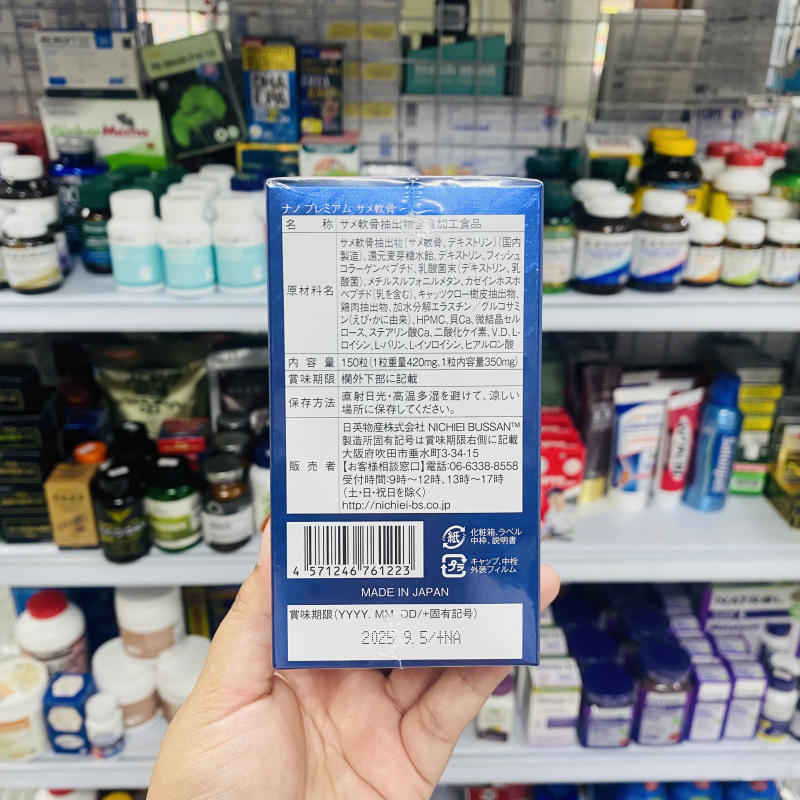 ナノ プレミアム サメ軟骨
名 称 サメ軟骨抽出物含有加工食品
原材料名
サメ軟骨抽出物(サメ軟骨、デキストリン)(国内
製造)、還元麦芽糖水飴、デキストリン、フィッシュ
コラーゲンペプチド、乳酸菌末(デキストリン、乳
酸菌)、メチルスルフォニルメタン、カゼインホスホ
ペプチド(乳を含む)、キャッツクロー樹皮抽出物、
鶏肉抽出物、加水分解エラスチン/グルコサミ
ン(えび・かに由来)、HPMC、貝Ca、微結晶セル
ロース、ステアリン酸Ca、二酸化ケイ素、V.D、L-
ロイシン、L-バリン、L-イソロイシン、ヒアルロン酸
内 容 量 150粒(1粒重量420mg、1粒内容量350mg)
賞味期限 欄外下部に記載
保存方法
直射日光・高温多湿を避けて、涼しい
場所に保存してください。
販 売 者
日英物産株式会社 NICHIEI BUSSAN™
製造所固有記号は賞味期限右側に記載
大阪府吹田市垂水町3-34-15
【お客様相談窓口】電話:06-6338-8558
受付時間:9時〜12時、13時〜17時
(土・日・祝日を除く)
http://nichiei-bs.co.jp
4 571246 761223
紙 化粧箱、ラベル
中枠、説明書
プラ キャップ、中栓
外装フィルム
MADE IN JAPAN
賞味期限(YYYY. MM. DD/+固有記号)
2025 9. 5/+NA
DHA
EPA
fresh mint